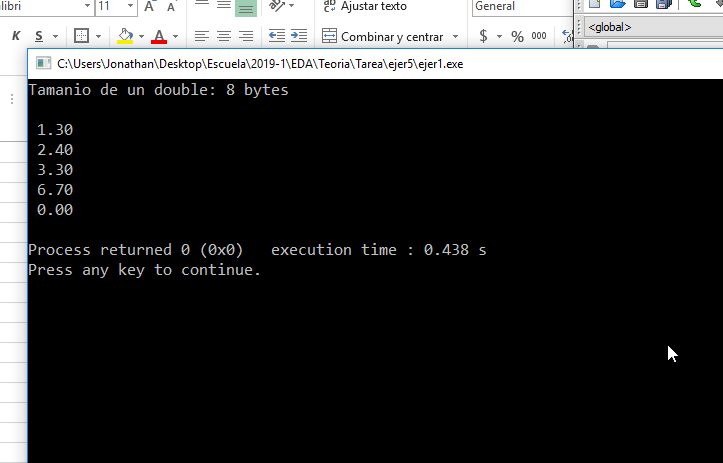 11
Ajustar texto
General
K S
A
Combinar y centrar
$ % 000
<global>
C:\Users\Jonathan\Desktop\Escuela\2019-1\EDA\Teoria\Tarea\ejer5\ejer1.exe
Tamanio de un double: 8 bytes
1.30
2.40
3.30
6.70
0.00
Process returned 0 (0x0)   execution time : 0.438 s
Press any key to continue.